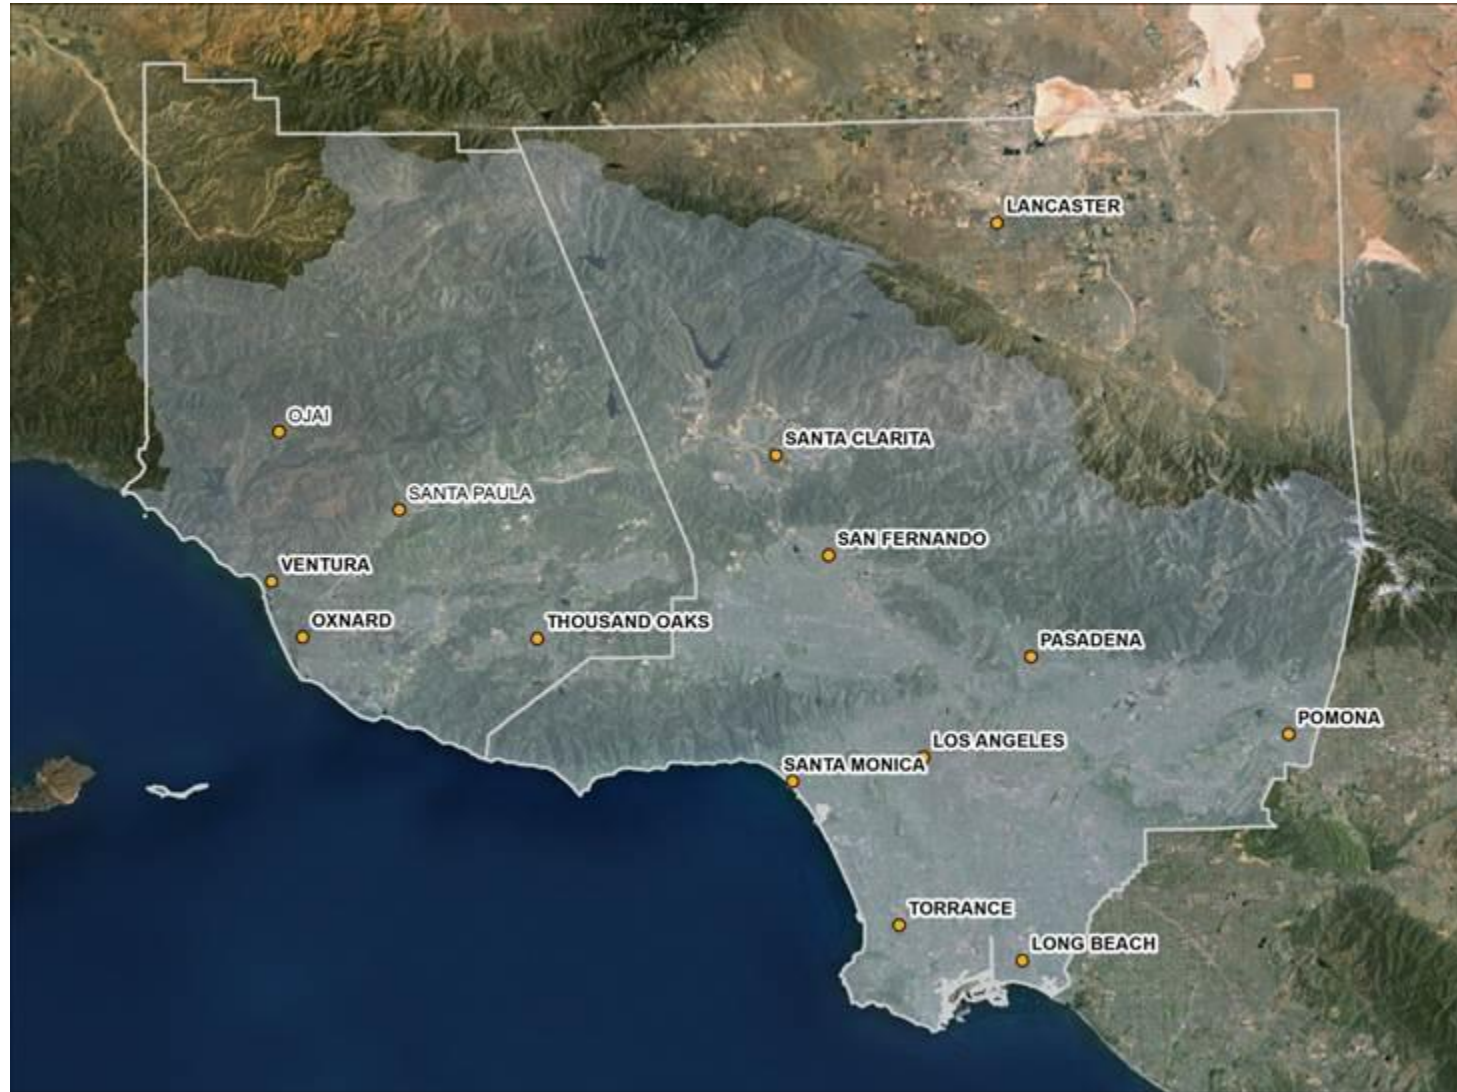 LANCASTER
OJAI
SANTA CLARITA
SANTA PAULA
SAN FERNANDO
VENTURA
OXNARD
THOUSAND OAKS
PASADENA
POMONA
LOS ANGELES
SANTA MONICA
TORRANCE
LONG BEACH